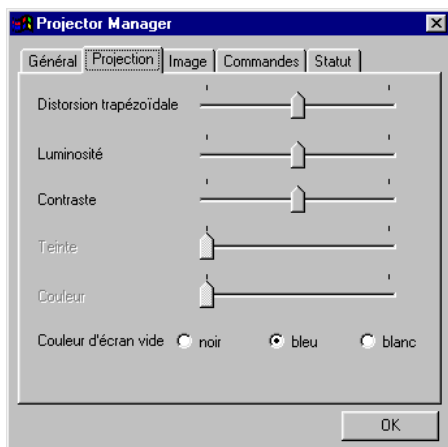 Projector Manager
Général Projection Image Commandes Statut
Distorsion trapézoïdale
Luminosité
Contraste
Teinte
Couleur
Couleur d'écran vide noir bleu blanc
OK